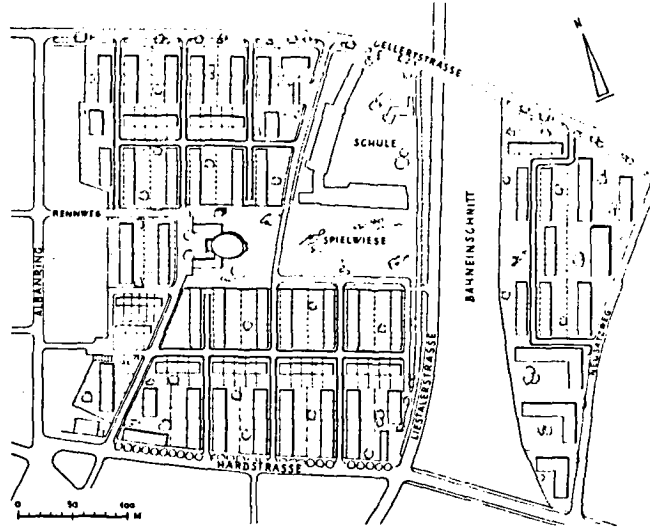 N
GELLERTSTRASSE
SCHULE
RENNWEG
SPIELWIESE
ALBANRING
BAHNEINSCHNITT
LIESTALERSTRASSE
HARDSTRASSE
0 50 100 M